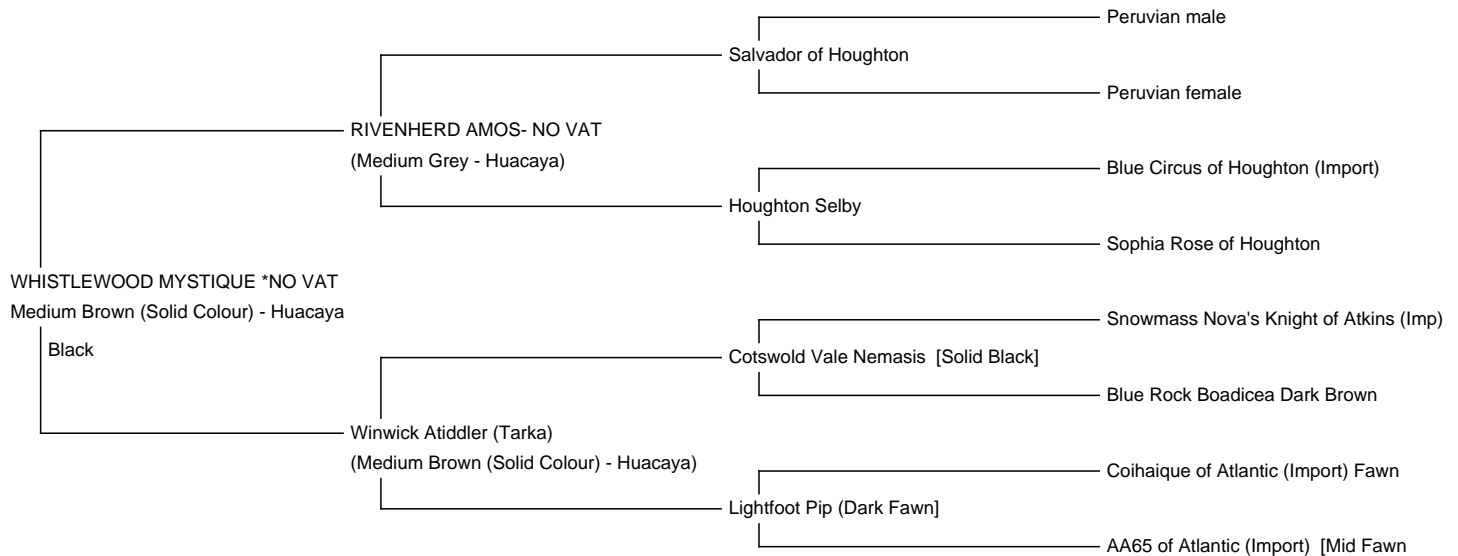 Peruvian male
Salvador of Houghton
Peruvian female
RIVENHERD AMOS- NO VAT
(Medium Grey - Huacaya)
Blue Circus of Houghton (Import)
Houghton Selby
Sophia Rose of Houghton
WHISTLEWOOD MYSTIQUE *NO VAT
Medium Brown (Solid Colour) - Huacaya
Black
Snowmass Nova's Knight of Atkins (Imp)
Cotswold Vale Nemasis [Solid Black]
Blue Rock Boadicea Dark Brown
Winwick Atiddler (Tarka)
(Medium Brown (Solid Colour) - Huacaya)
Coihaique of Atlantic (Import) Fawn
Lightfoot Pip (Dark Fawn]
AA65 of Atlantic (Import) [Mid Fawn